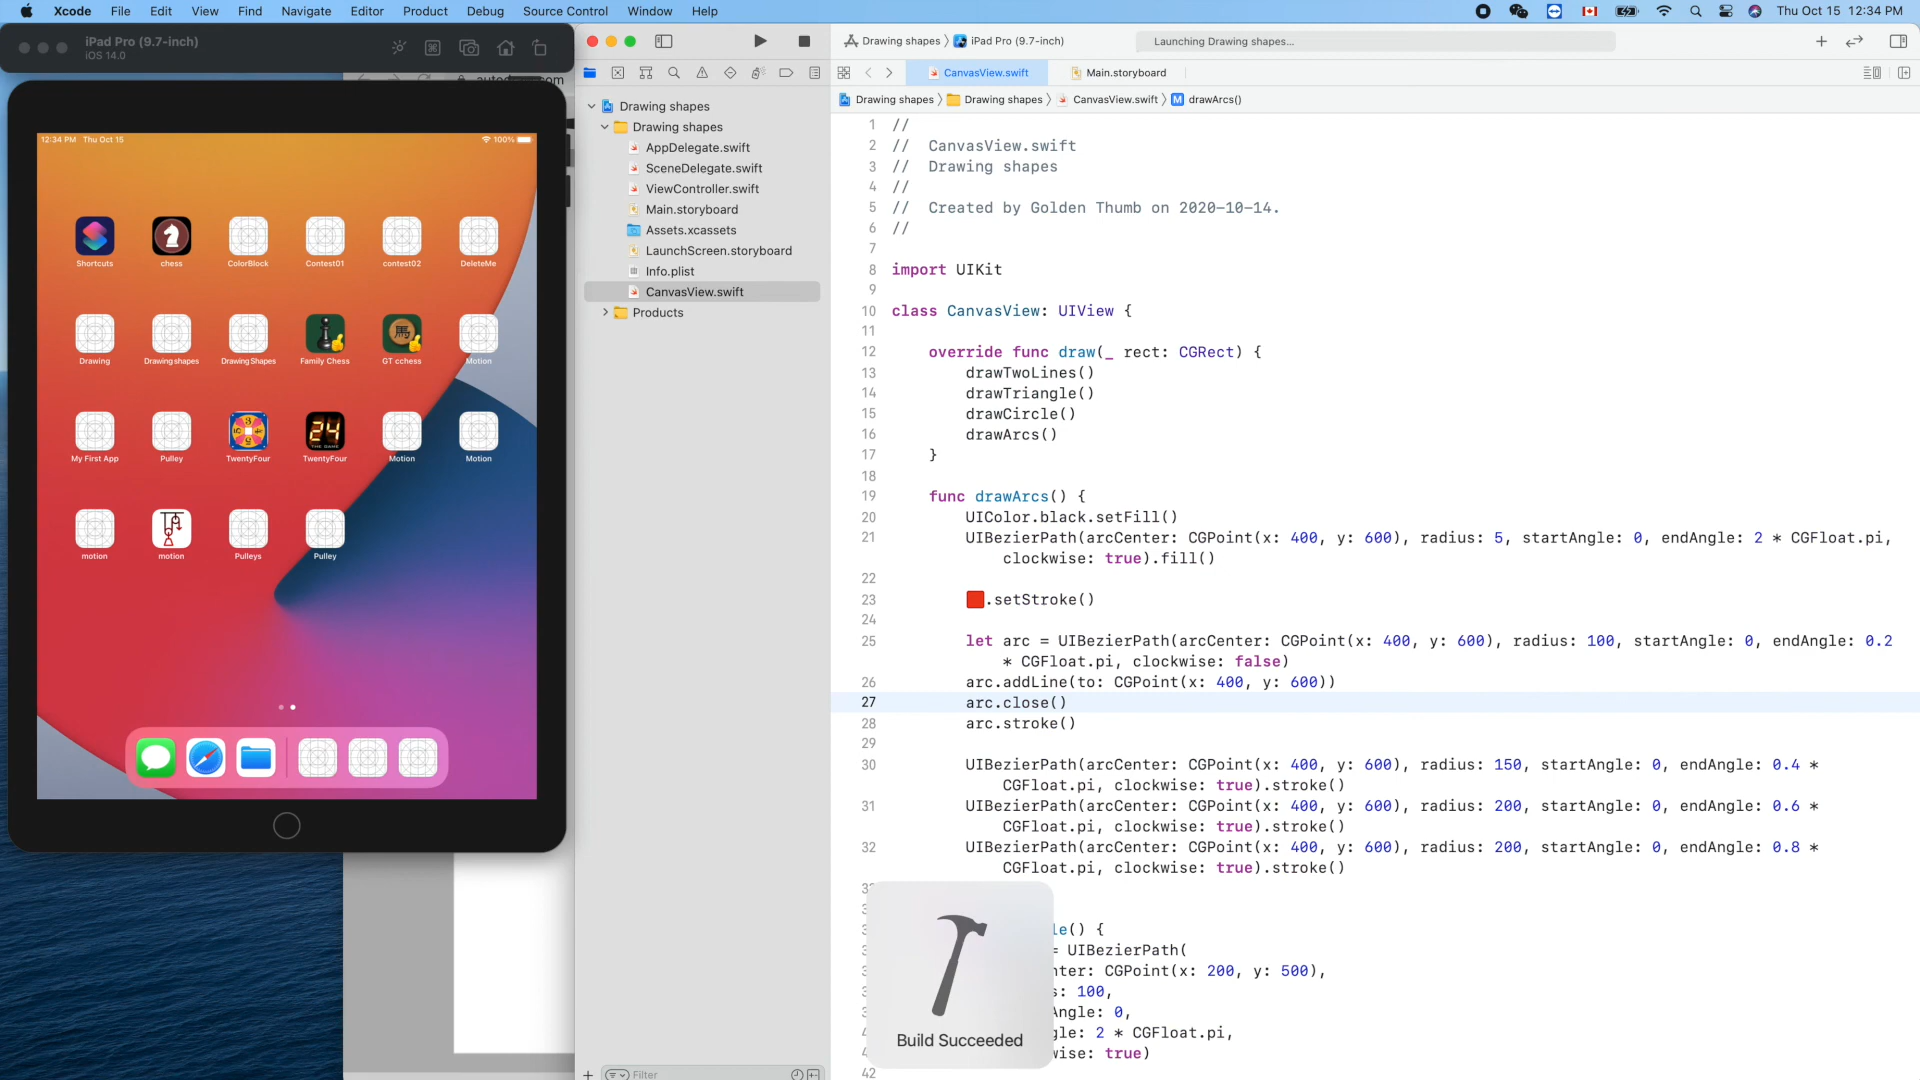 Xcode File Edit View Find Navigate Editor Product Debug Source Control Window Help
Thu Oct 15 12:34 PM
iPad Pro (9.7-inch)
iOS 14.0
12:34 PM Thu Oct 15
100%
Shortcuts chess ColorBlock Contest01 contest02 DeleteMe
Drawing Drawing shapes Drawing Shapes Family Chess GT cchess Motion
My First App Pulley TwentyFour TwentyFour Motion Motion
motion motion Pulleys Pulley
Drawing shapes
Drawing shapes
AppDelegate.swift
SceneDelegate.swift
ViewController.swift
Main.storyboard
Assets.xcassets
LaunchScreen.storyboard
Info.plist
CanvasView.swift
Products
Filter
Drawing shapes iPad Pro (9.7-inch)
Launching Drawing shapes...
CanvasView.swift Main.storyboard
Drawing shapes Drawing shapes CanvasView.swift M drawArcs()
1 //
2 // CanvasView.swift
3 // Drawing shapes
4 //
5 // Created by Golden Thumb on 2020-10-14.
6 //
7
8 import UIKit
9
10 class CanvasView: UIView {
11
12 override func draw(_ rect: CGRect) {
13 drawTwoLines()
14 drawTriangle()
15 drawCircle()
16 drawArcs()
17 }
18
19 func drawArcs() {
20 UIColor.black.setFill()
21 UIBezierPath(arcCenter: CGPoint(x: 400, y: 600), radius: 5, startAngle: 0, endAngle: 2 * CGFloat.pi,
clockwise: true).fill()
22
23 .setStroke()
24
25 let arc = UIBezierPath(arcCenter: CGPoint(x: 400, y: 600), radius: 100, startAngle: 0, endAngle: 0.2
* CGFloat.pi, clockwise: false)
26 arc.addLine(to: CGPoint(x: 400, y: 600))
27 arc.close()
28 arc.stroke()
29
30 UIBezierPath(arcCenter: CGPoint(x: 400, y: 600), radius: 150, startAngle: 0, endAngle: 0.4 *
CGFloat.pi, clockwise: true).stroke()
31 UIBezierPath(arcCenter: CGPoint(x: 400, y: 600), radius: 200, startAngle: 0, endAngle: 0.6 *
CGFloat.pi, clockwise: true).stroke()
32 UIBezierPath(arcCenter: CGPoint(x: 400, y: 600), radius: 200, startAngle: 0, endAngle: 0.8 *
CGFloat.pi, clockwise: true).stroke()
le() {
= UIBezierPath(
nter: CGPoint(x: 200, y: 500),
s: 100,
Angle: 0,
gle: 2 * CGFloat.pi,
wise: true)
42
Build Succeeded